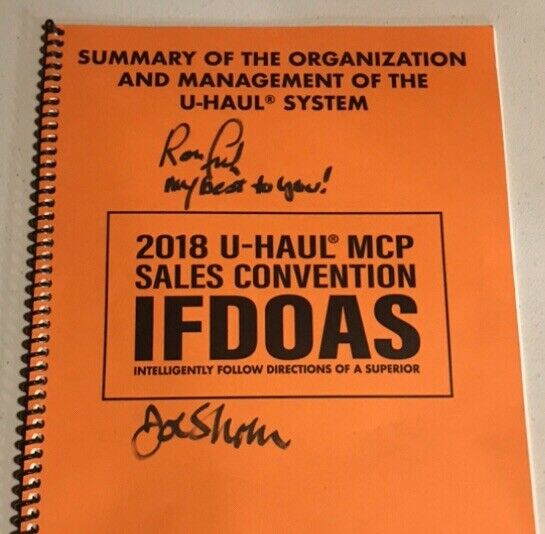 SUMMARY OF THE ORGANIZATION
AND MANAGEMENT OF THE
U-HAUL® SYSTEM
My Best to you!
2018 U-HAUL® MCP
SALES CONVENTION
IFDOAS
INTELLIGENTLY FOLLOW DIRECTIONS OF A SUPERIOR